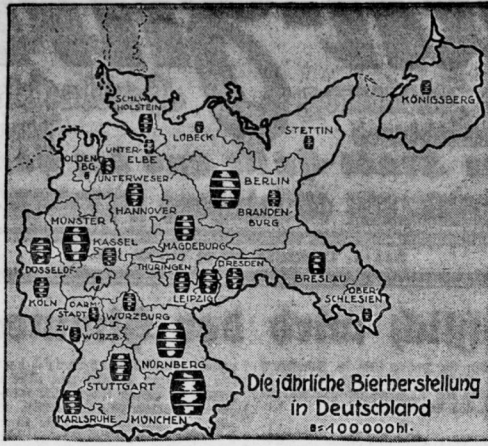 SCHLW.
HOLSTEIN
LÜBECK
STETTIN
KÖNIGSBERG
UNTER-
ELBE
OLDEN-
BG.
UNTERWESER
HANNOVER
BERLIN
BRANDEN-
BURG
MÜNSTER
KASSEL
MAGDEBURG
DÜSSELDF.
THÜRINGEN
DRESDEN
LEIPZIG
BRESLAU
OBER-
SCHLESIEN
KÖLN
DARM-
STADT
WÜRZBURG
ZU
WÜRZB.
NÜRNBERG
STUTTGART
KARLSRUHE
MÜNCHEN
Die jährliche Bierherstellung
in Deutschland
= 100.000 hl.